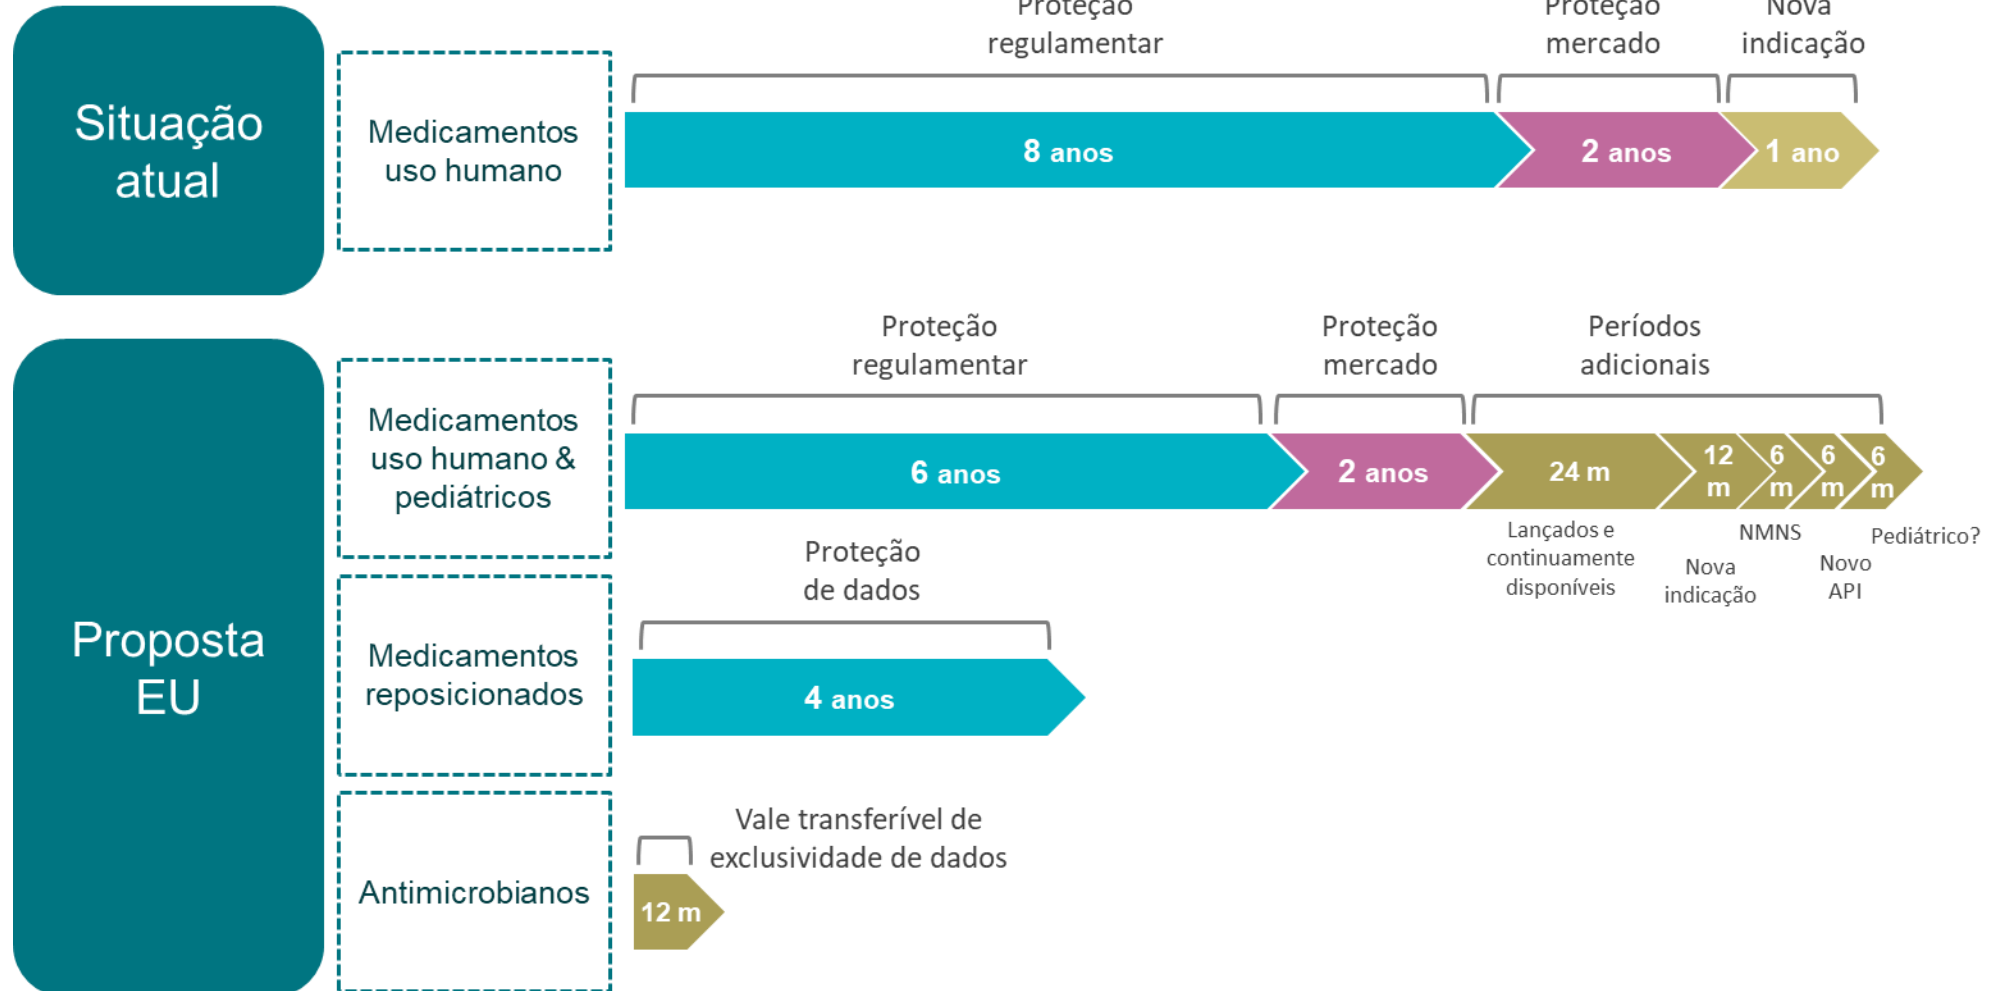 Situação
atual
Medicamentos
uso humano
Proteção
regulamentar
Proteção
mercado
Nova
indicação
8 anos
2 anos
1 ano
Proposta
EU
Medicamentos
uso humano &
pediátricos
Proteção
regulamentar
Proteção
mercado
Períodos
adicionais
6 anos
2 anos
24 m
12
m
6
m
6
m
6
m
Lançados e
continuamente
disponíveis
Nova
indicação
NMNS
Novo
API
Pediátrico?
Medicamentos
reposicionados
Proteção
de dados
4 anos
Antimicrobianos
Vale transferível de
exclusividade de dados
12 m